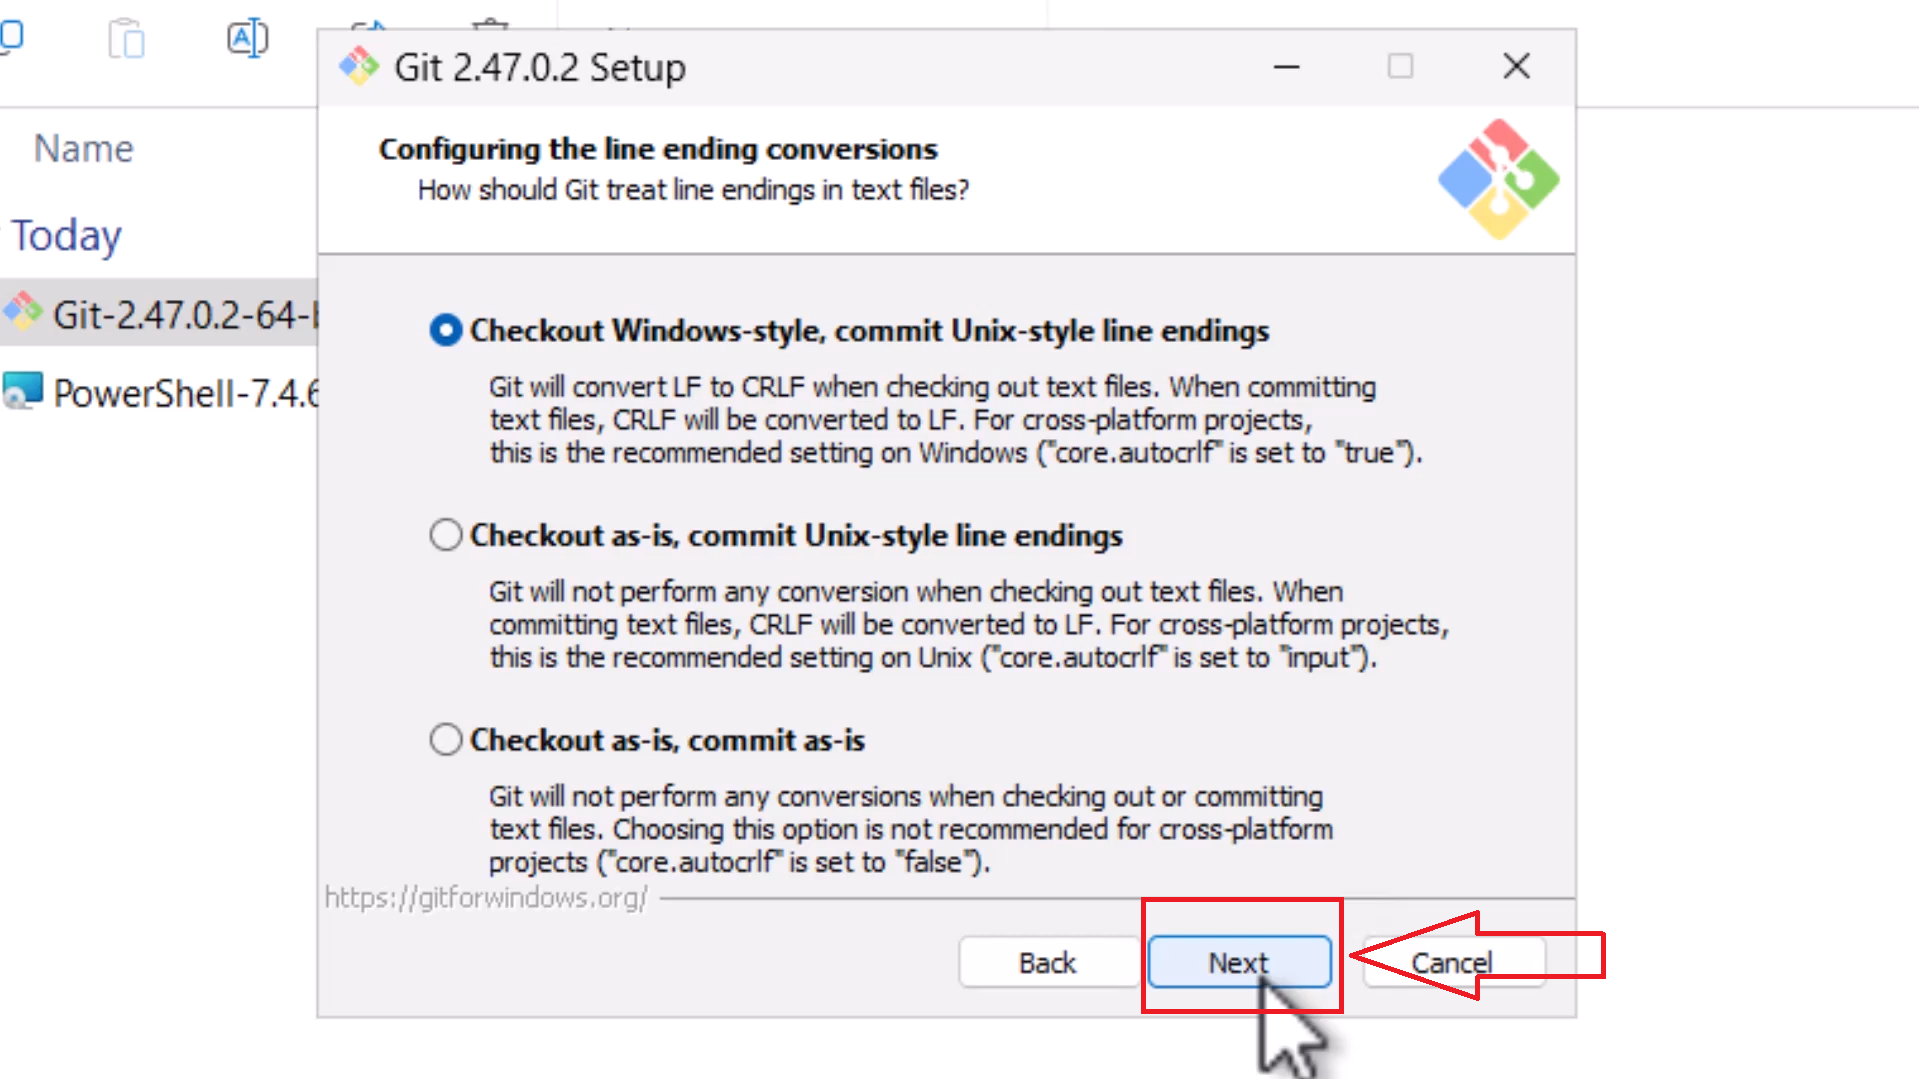 Git 2.47.0.2 Setup
Name
Configuring the line ending conversions
How should Git treat line endings in text files?
Today
Git-2.47.0.2-64-
PowerShell-7.4.6
Checkout Windows-style, commit Unix-style line endings
Git will convert LF to CRLF when checking out text files. When committing
text files, CRLF will be converted to LF. For cross-platform projects,
this is the recommended setting on Windows ("core.autocrlf" is set to "true").
Checkout as-is, commit Unix-style line endings
Git will not perform any conversion when checking out text files. When
committing text files, CRLF will be converted to LF. For cross-platform projects,
this is the recommended setting on Unix ("core.autocrlf" is set to "input").
Checkout as-is, commit as-is
Git will not perform any conversions when checking out or committing
text files. Choosing this option is not recommended for cross-platform
projects ("core.autocrlf" is set to "false").
https://gitforwindows.org/
Back
Next
Cancel